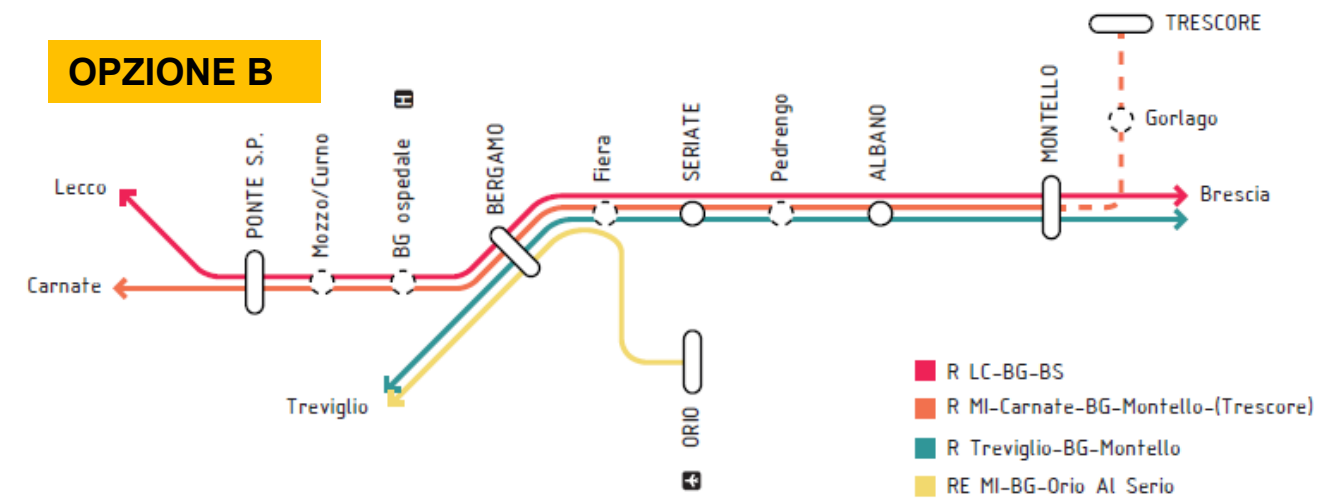 OPZIONE B
TRESCORE
Gorlago
MONTELLO
ALBANO
Pedrengo
SERIATE
Fiera
BERGAMO
H
BG ospedale
Mozzo/Curno
PONTE S.P.
Lecco
Carnate
Brescia
Treviglio
ORIO
R LC-BG-BS
R MI-Carnate-BG-Montello-(Trescore)
R Treviglio-BG-Montello
RE MI-BG-Orio Al Serio